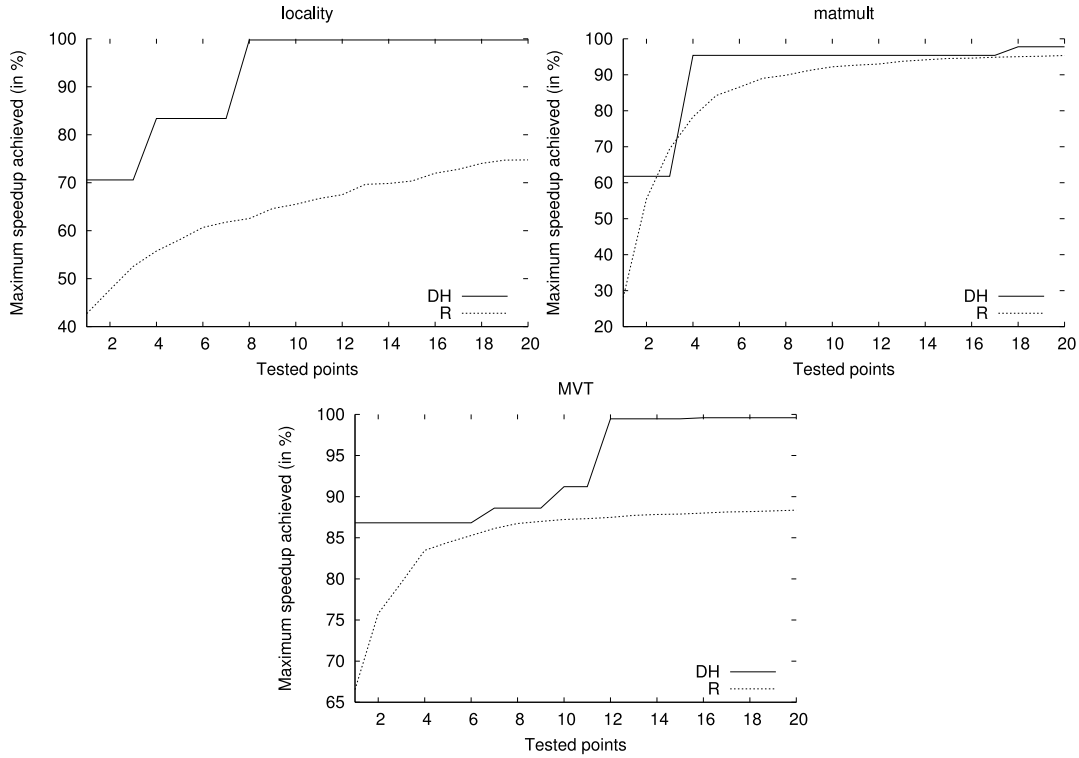 locality
Maximum speedup achieved (in %)
100
90
80
70
60
50
40
2 4 6 8 10 12 14 16 18 20
Tested points
DH
R
matmult
Maximum speedup achieved (in %)
100
90
80
70
60
50
40
30
20
2 4 6 8 10 12 14 16 18 20
Tested points
DH
R
MVT
Maximum speedup achieved (in %)
100
95
90
85
80
75
70
65
2 4 6 8 10 12 14 16 18 20
Tested points
DH
R